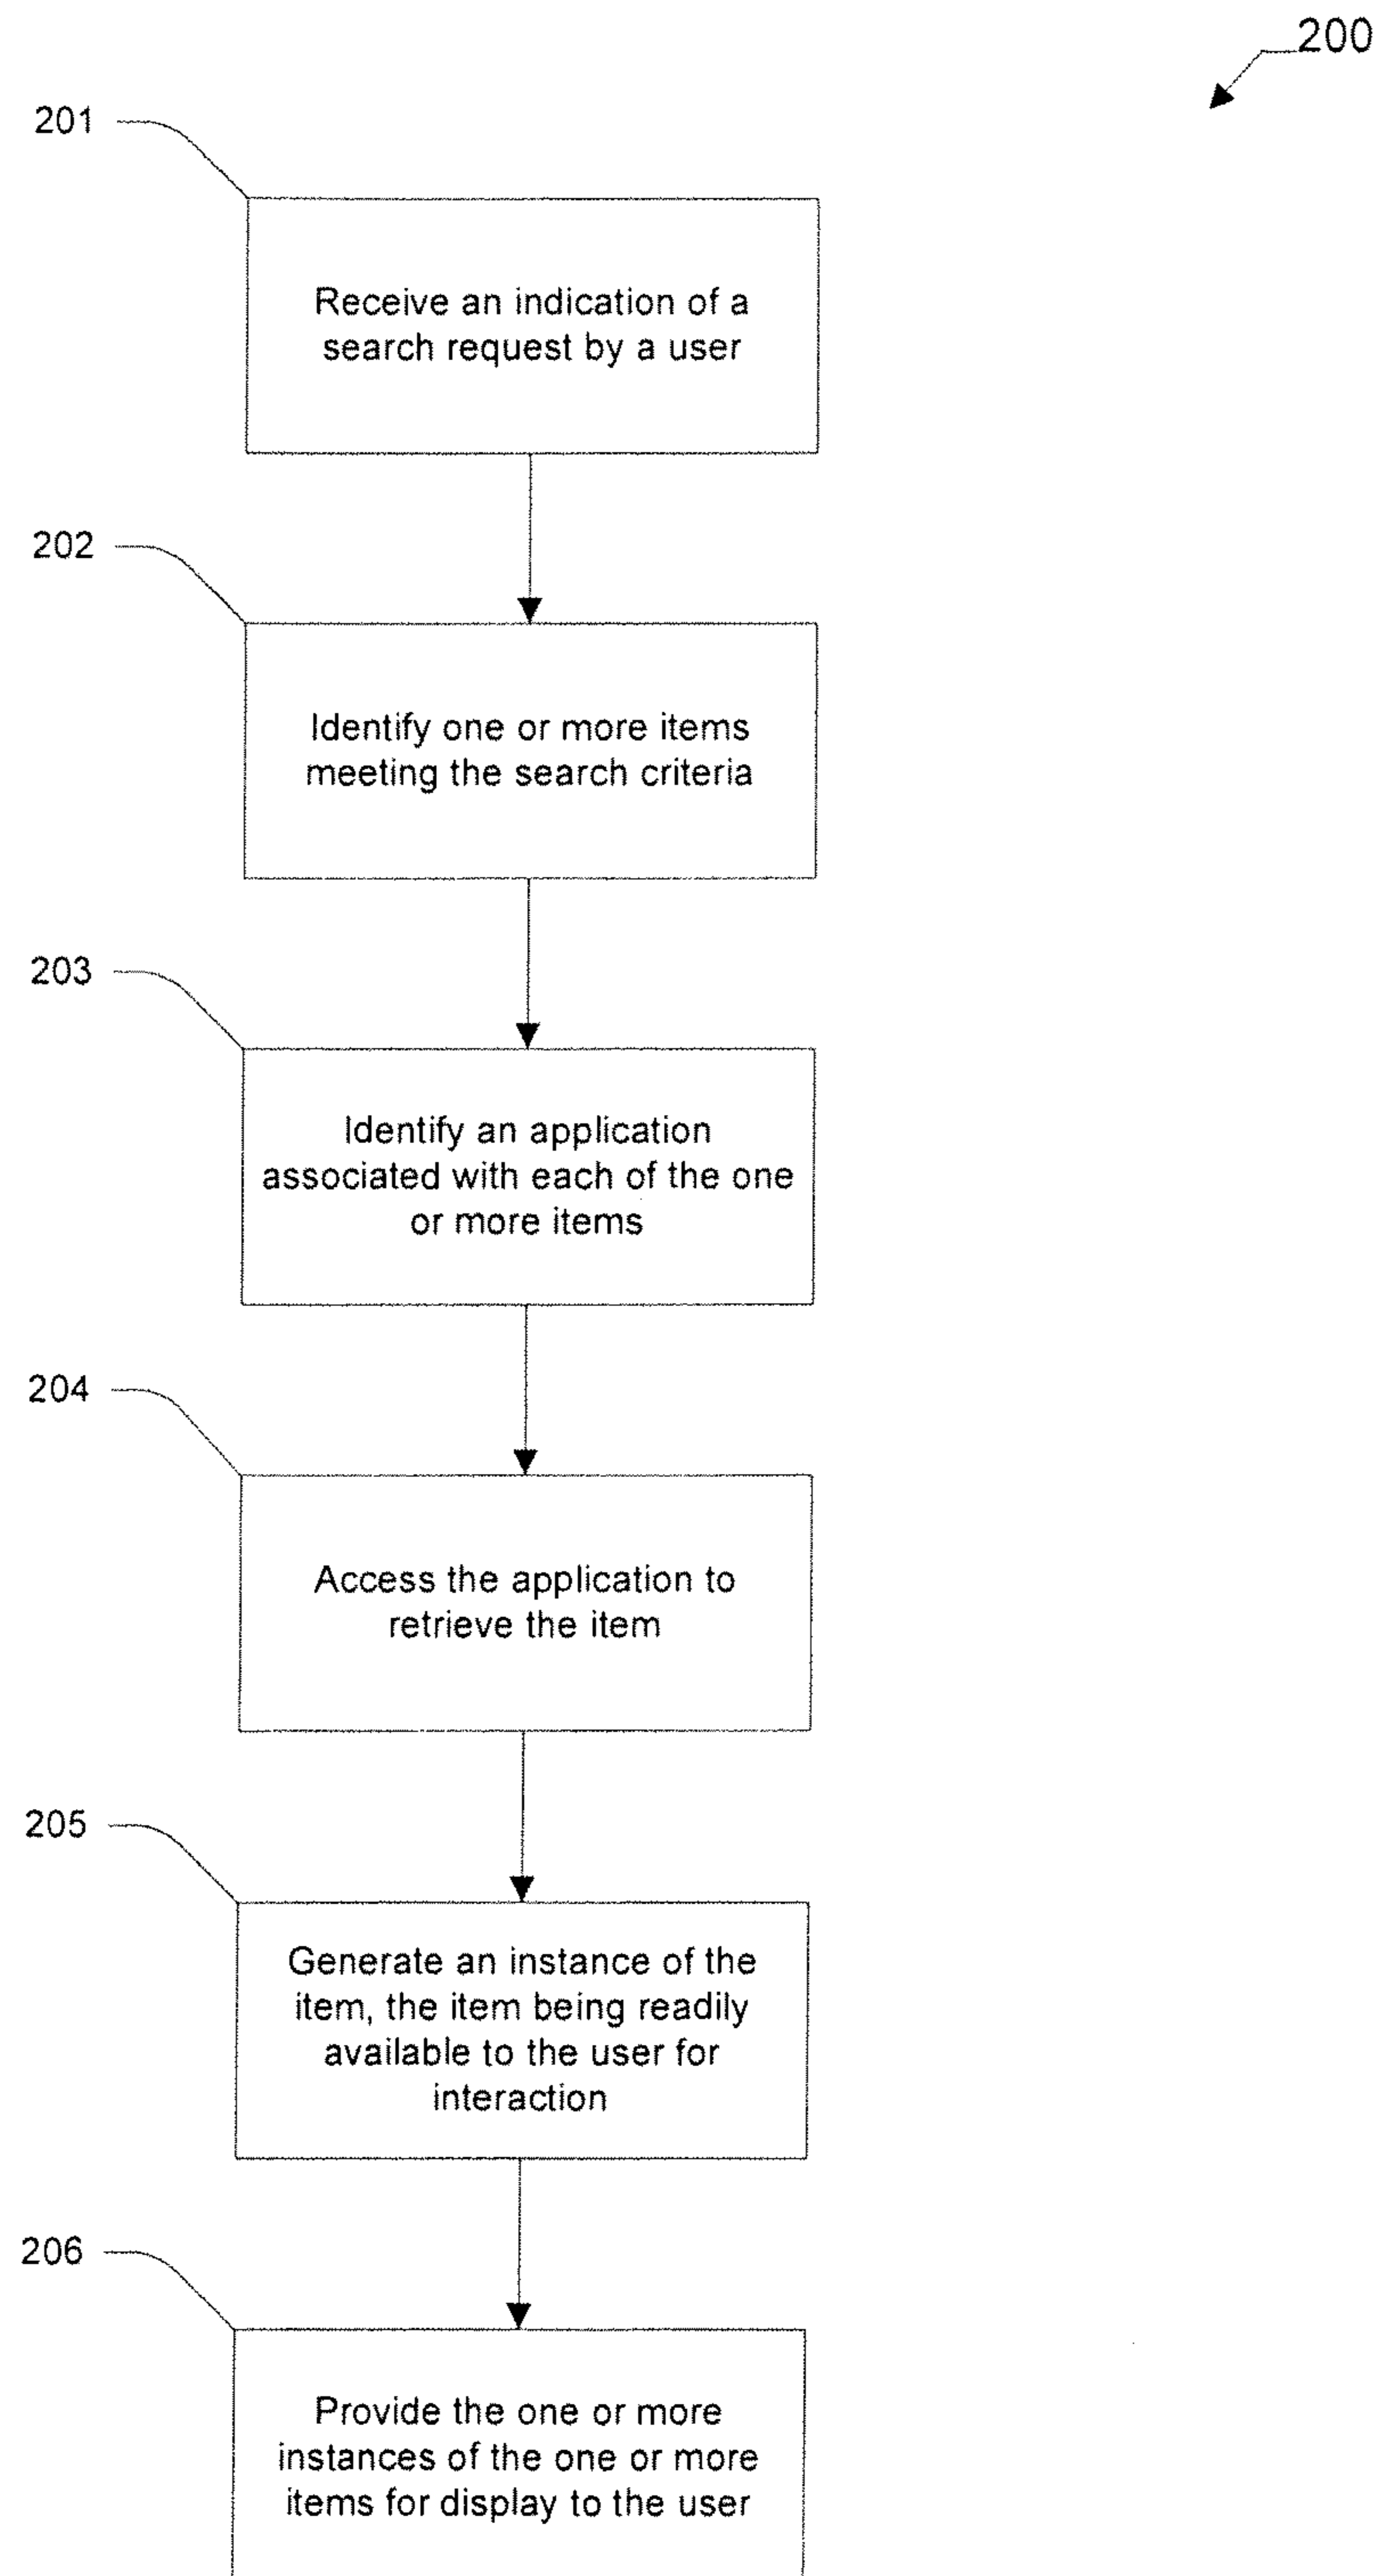 200
201
Receive an indication of a
search request by a user
202
Identify one or more items
meeting the search criteria
203
Identify an application
associated with each of the one
or more items
204
Access the application to
retrieve the item
205
Generate an instance of the
item, the item being readily
available to the user for
interaction
206
Provide the one or more
instances of the one or more
items for display to the user